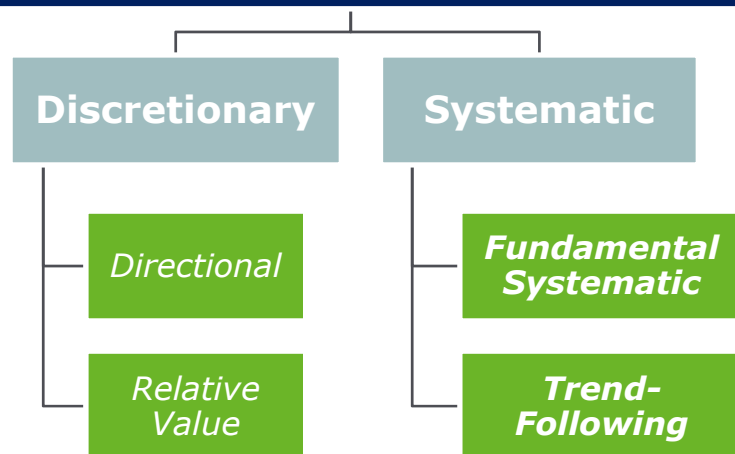 Discretionary
Systematic
Directional
Fundamental
Systematic
Relative
Value
Trend-
Following